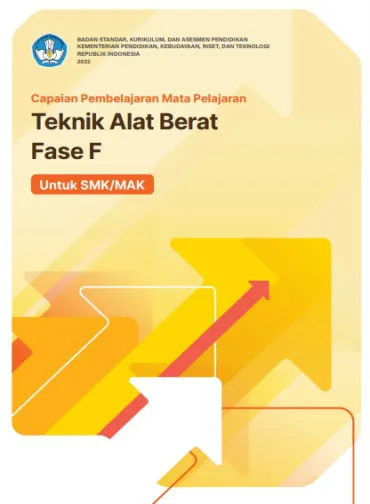 BADAN STANDAR, KURIKULUM, DAN ASESMEN PENDIDIKAN
KEMENTERIAN PENDIDIKAN, KEBUDAYAAN, RISET, DAN TEKNOLOGI
REPUBLIK INDONESIA
2022
Capaian Pembelajaran Mata Pelajaran
Teknik Alat Berat
Fase F
Untuk SMK/MAK